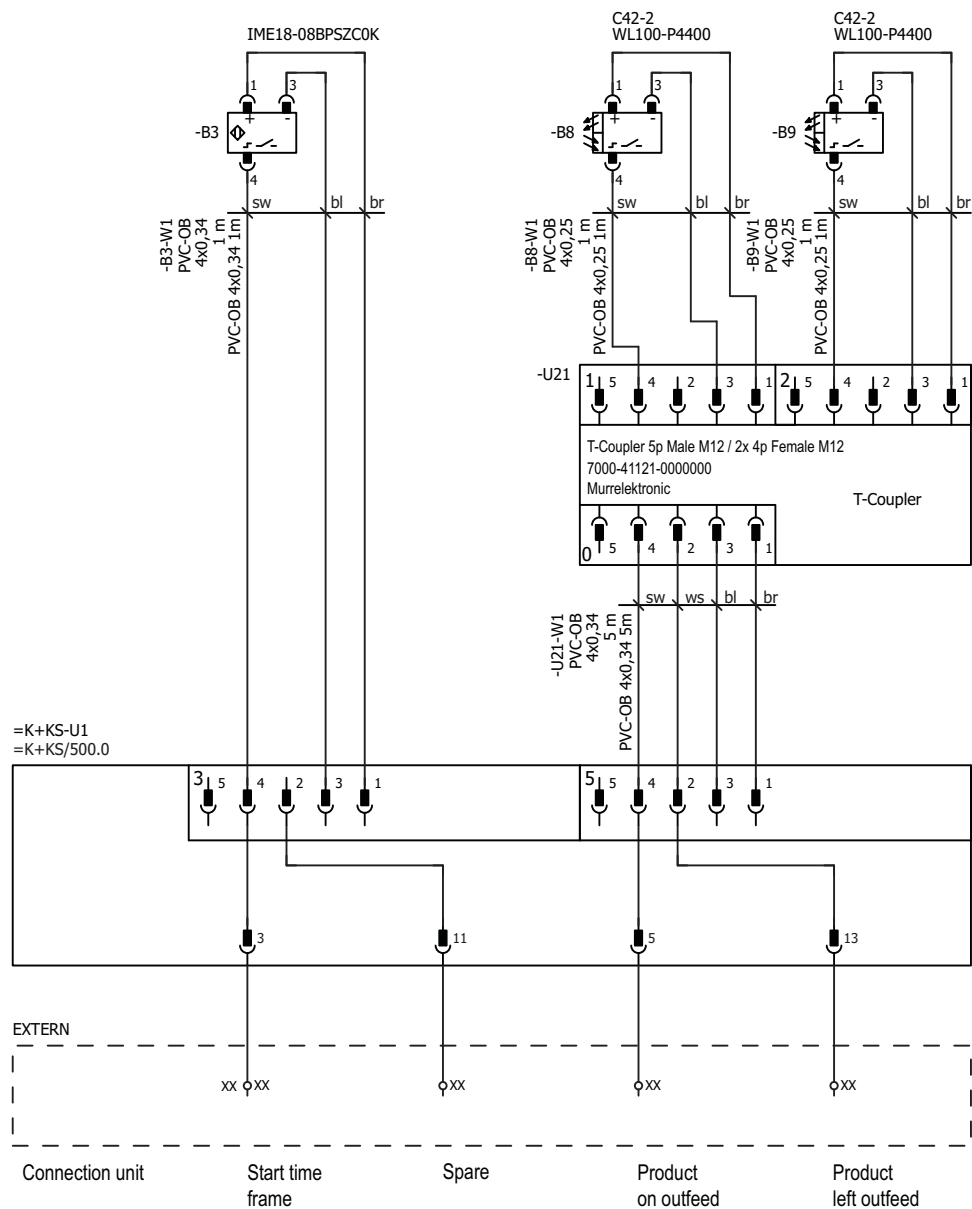 IME18-08BPSZC0K
C42-2
WL100-P4400
C42-2
WL100-P4400
1
3
1
3
1
3
-B3
+
-
-B8
+
-
-B9
+
-
4
4
4
sw
bl
br
sw
bl
br
sw
bl
br
-B3-W1
PVC-OB
4x0,34
1 m
PVC-OB 4x0,34 1m
-B8-W1
PVC-OB
4x0,25
1 m
PVC-OB 4x0,25 1m
-B9-W1
PVC-OB
4x0,25
1 m
PVC-OB 4x0,25 1m
-U21
1
5
4
2
3
1
2
5
4
2
3
1
T-Coupler 5p Male M12 / 2x 4p Female M12
7000-41121-0000000
Murrelektronic
T-Coupler
0
5
4
2
3
1
sw
ws
bl
br
-U21-W1
PVC-OB
4x0,34
5 m
PVC-OB 4x0,34 5m
=K+KS-U1
=K+KS/500.0
3
5
4
2
3
1
5
5
4
2
3
1
3
11
5
13
EXTERN
xx
xx
xx
xx
xx
Connection unit
Start time
frame
Spare
Product
on outfeed
Product
left outfeed